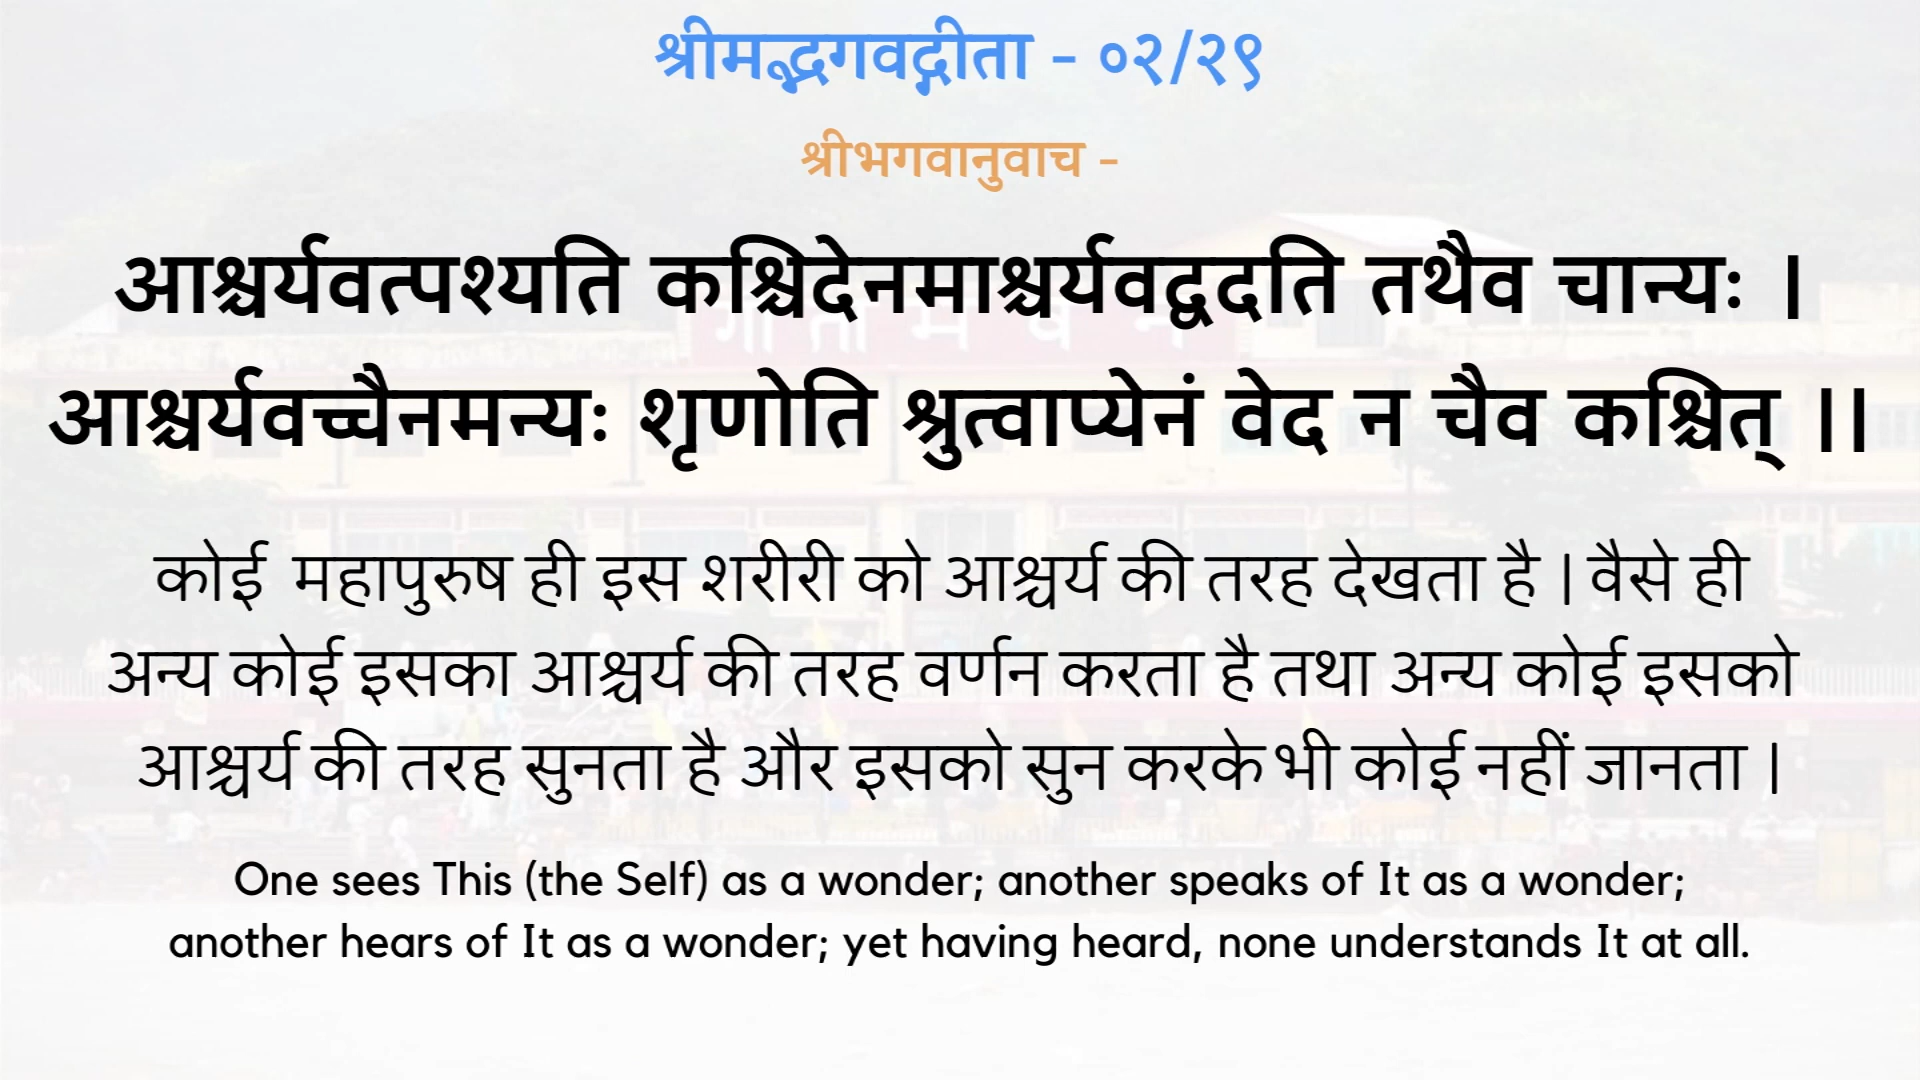 श्रीमद्भगवद्गीता - ०२/२९
श्रीभगवानुवाच -
आश्चर्यवत्पश्यति कश्चिदेनमाश्चर्यवद्वदति तथैव चान्यः ।
आश्चर्यवच्चैनमन्यः शृणोति श्रुत्वाप्येनं वेद न चैव कश्चित् ।।
कोई महापुरुष ही इस शरीरी को आश्चर्य की तरह देखता है | वैसे ही
अन्य कोई इसका आश्चर्य की तरह वर्णन करता है तथा अन्य कोई इसको
आश्चर्य की तरह सुनता है और इसको सुन करके भी कोई नहीं जानता |
One sees This (the Self) as a wonder; another speaks of It as a wonder;
another hears of It as a wonder; yet having heard, none understands It at all.